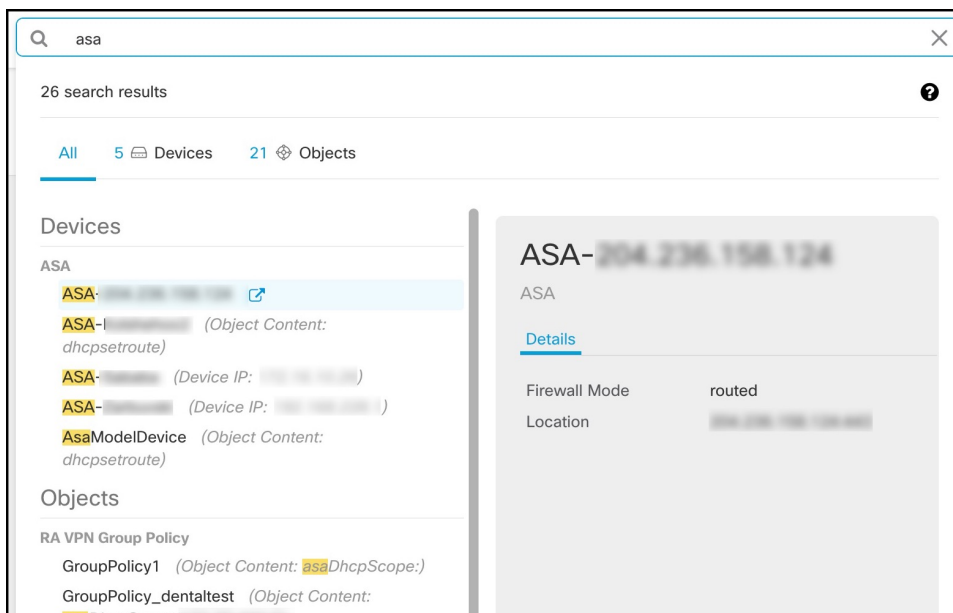 asa
26 search results
All 5 Devices 21 Objects
Devices
ASA
ASA-
ASA- (Object Content:
dhcpsetroute)
ASA- (Device IP: )
ASA- (Device IP: )
AsaModelDevice (Object Content:
dhcpsetroute)
Objects
RA VPN Group Policy
GroupPolicy1 (Object Content: asaDhcpScope:)
GroupPolicy_dentaltest (Object Content:
ASA-
ASA
Details
Firewall Mode routed
Location